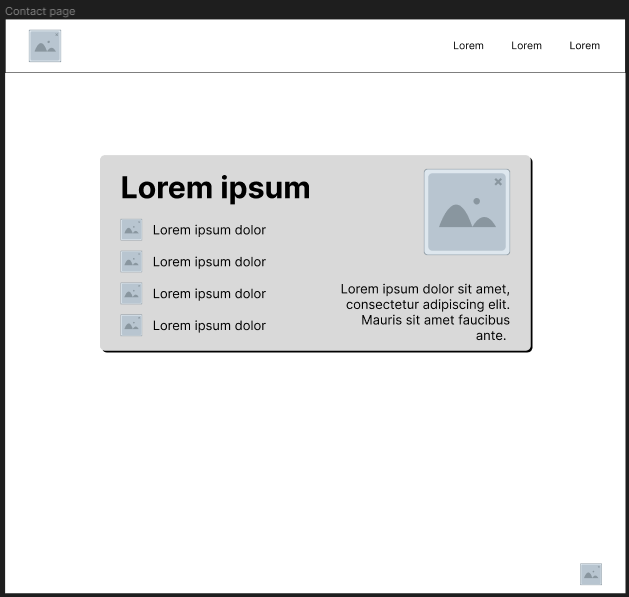 Contact page
Lorem
Lorem
Lorem
Lorem ipsum
Lorem ipsum dolor
Lorem ipsum dolor
Lorem ipsum dolor
Lorem ipsum dolor
Lorem ipsum dolor sit amet,
consectetur adipiscing elit.
Mauris sit amet faucibus
ante.